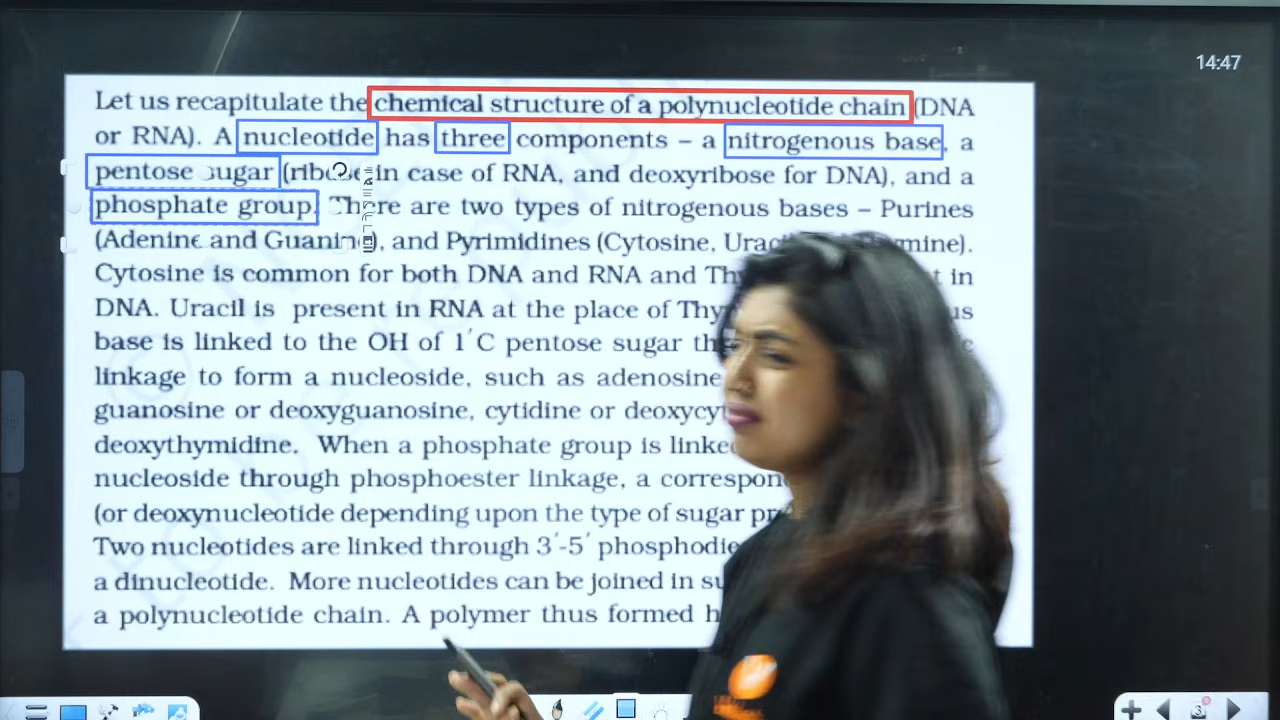 14:47
Let us recapitulate the chemical structure of a polynucleotide chain (DNA
or RNA). A nucleotide has three components – a nitrogenous base, a
pentose sugar (ribose in case of RNA, and deoxyribose for DNA), and a
phosphate group. There are two types of nitrogenous bases – Purines
(Adenine and Guanine), and Pyrimidines (Cytosine,
Cytosine is common for both DNA and RNA and in
DNA. Uracil is present in RNA at the place of
base is linked to the OH of 1'C pentose sugar
linkage to form a nucleoside, such as adenosine
guanosine or deoxyguanosine, cytidine or
deoxythymidine. When a phosphate group is
nucleoside through phosphoester linkage, a
(or deoxynucleotide depending upon the type of sugar
Two nucleotides are linked through 3'-5'
a dinucleotide. More nucleotides can be joined in
a polynucleotide chain. A polymer thus formed
3